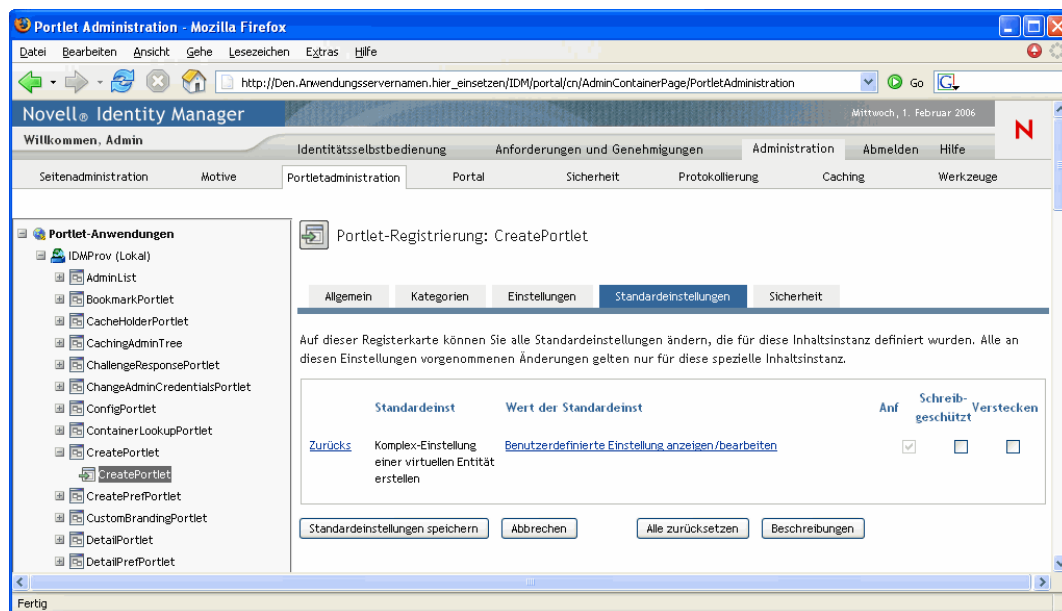 Portlet Administration - Mozilla Firefox
Datei Bearbeiten Ansicht Gehe Lesezeichen Extras Hilfe
http://Den.Anwendungsservernamen.hier_einsetzen/IDM/portal/cn/AdminContainerPage/PortletAdministration Go G
Novell® Identity Manager Mittwoch, 1. Februar 2006
N
Willkommen, Admin
Identitätsselbstbedienung Anforderungen und Genehmigungen Administration Abmelden Hilfe
Seitenadministration Motive Portletadministration Portal Sicherheit Protokollierung Caching Werkzeuge
Portlet-Anwendungen
IDMProv (Lokal)
AdminList
BookmarkPortlet
CacheHolderPortlet
CachingAdminTree
ChallengeResponsePortlet
ChangeAdminCredentialsPortlet
ConfigPortlet
ContainerLookupPortlet
CreatePortlet
CreatePortlet
CreatePrefPortlet
CustomBrandingPortlet
DetailPortlet
DetailPrefPortlet
Portlet-Registrierung: CreatePortlet
Allgemein Kategorien Einstellungen Standardeinstellungen Sicherheit
Auf dieser Registerkarte können Sie alle Standardeinstellungen ändern, die für diese Inhaltsinstanz definiert wurden. Alle an
diesen Einstellungen vorgenommenen Änderungen gelten nur für diese spezielle Inhaltsinstanz.
Standardeinst Wert der Standardeinst Anf Schreib-geschützt Verstecken
Zurücks Komplex-Einstellung Benutzerdefinierte Einstellung anzeigen/bearbeiten
einer virtuellen Entität
erstellen
Standardeinstellungen speichern Abbrechen Alle zurücksetzen Beschreibungen
Fertig